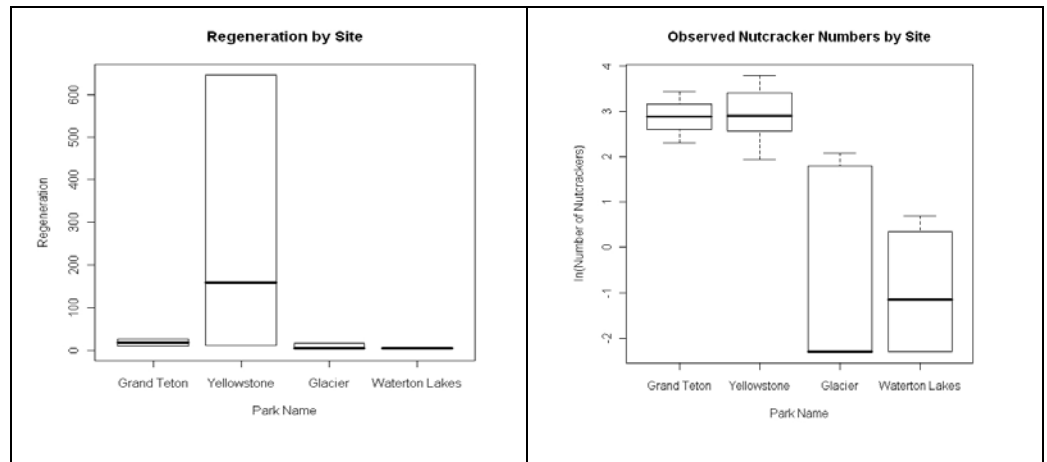 Regeneration by Site
600
500
400
300
200
100
0
Regeneration
Grand Teton Yellowstone Glacier Waterton Lakes
Park Name
Observed Nutcracker Numbers by Site
4
3
2
1
0
-1
-2
ln(Number of Nutcrackers)
Grand Teton Yellowstone Glacier Waterton Lakes
Park Name